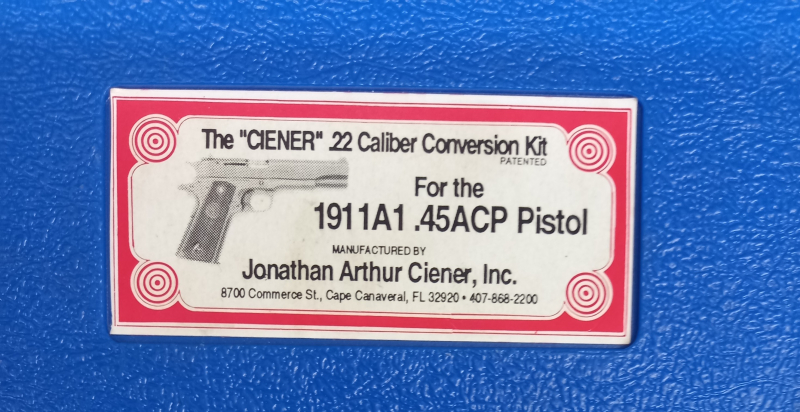 The "CIENER" .22 Caliber Conversion Kit
PATENTED
For the
1911A1 .45ACP Pistol
MANUFACTURED BY
Jonathan Arthur Ciener, Inc.
8700 Commerce St., Cape Canaveral, FL 32920 • 407-868-2200